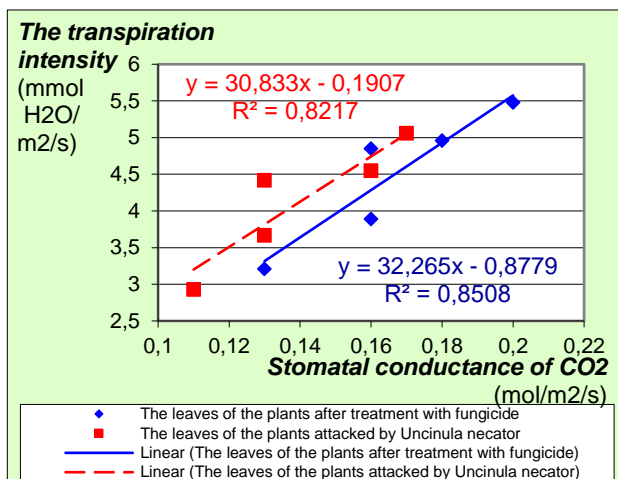 The transpiration
intensity
(mmol
H2O/
m2/s)
6
5,5
5
4,5
4
3,5
3
2,5
y = 30,833x - 0,1907
R² = 0,8217
y = 32,265x - 0,8779
R² = 0,8508
0,1 0,12 0,14 0,16 0,18 0,2 0,22
Stomatal conductance of CO2
(mol/m2/s)
The leaves of the plants after treatment with fungicide
The leaves of the plants attacked by Uncinula necator
Linear (The leaves of the plants after treatment with fungicide)
Linear (The leaves of the plants attacked by Uncinula necator)